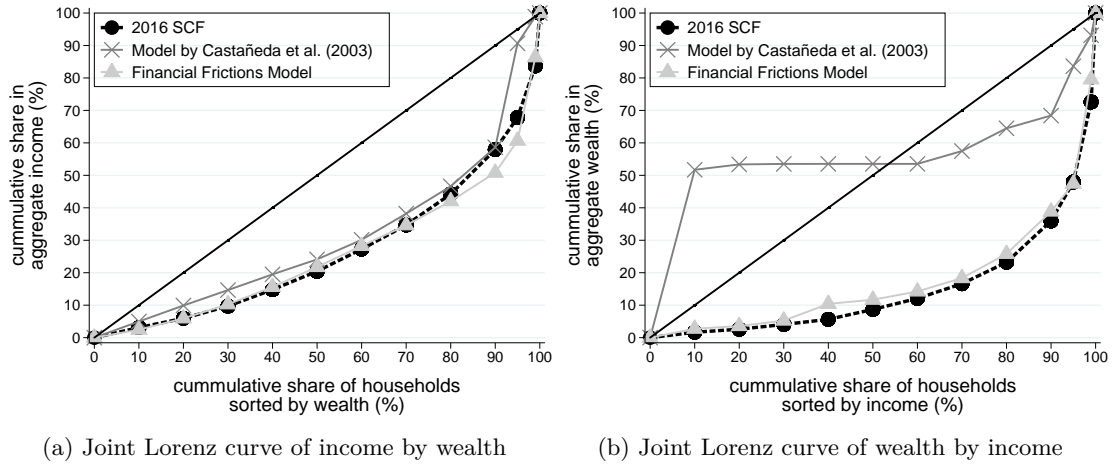 100
90
80
70
60
50
40
30
20
10
0
cummulative share in
aggregate income (%)
2016 SCF
Model by Castañeda et al. (2003)
Financial Frictions Model
0 10 20 30 40 50 60 70 80 90 100
cummulative share of households
sorted by wealth (%)
(a) Joint Lorenz curve of income by wealth
100
90
80
70
60
50
40
30
20
10
0
cummulative share in
aggregate wealth (%)
2016 SCF
Model by Castañeda et al. (2003)
Financial Frictions Model
0 10 20 30 40 50 60 70 80 90 100
cummulative share of households
sorted by income (%)
(b) Joint Lorenz curve of wealth by income